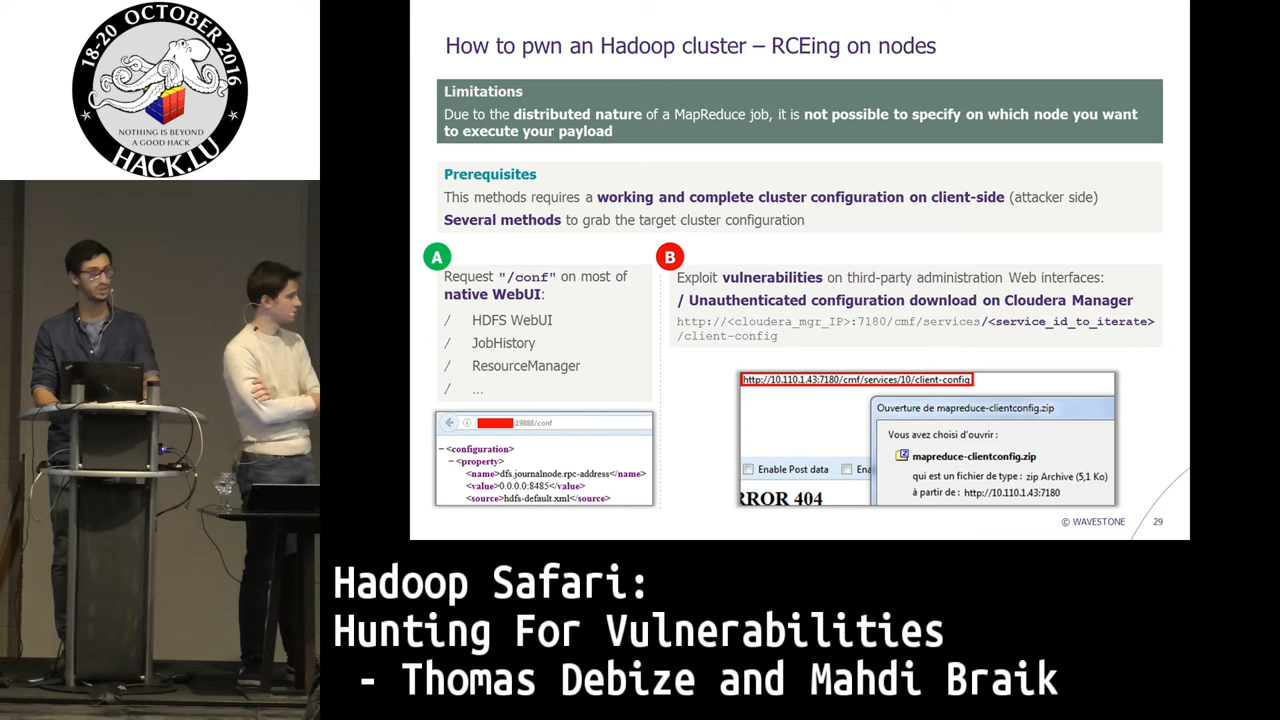 18-20 OCTOBER 2016
NOTHING IS BEYOND
A GOOD HACK
HACK.LU
How to pwn an Hadoop cluster – RCEing on nodes
Limitations
Due to the distributed nature of a MapReduce job, it is not possible to specify on which node you want
to execute your payload
Prerequisites
This methods requires a working and complete cluster configuration on client-side (attacker side)
Several methods to grab the target cluster configuration
A
Request "/conf" on most of
native WebUI:
/ HDFS WebUI
/ JobHistory
/ ResourceManager
/ ...
:19888/conf
<configuration>
<property>
<name>dfs.journalnode.rpc-address</name>
<value>0.0.0.0:8485</value>
<source>hdfs-default.xml</source>
B
Exploit vulnerabilities on third-party administration Web interfaces:
/ Unauthenticated configuration download on Cloudera Manager
http://<cloudera_mgr_IP>:7180/cmf/services/<service_id_to_iterate>
/client-config
http://10.110.1.43:7180/cmf/services/10/client-config
Ouverture de mapreduce-clientconfig.zip
Vous avez choisi d'ouvrir :
mapreduce-clientconfig.zip
qui est un fichier de type : zip Archive (5,1 Ko)
à partir de : http://10.110.1.43:7180
Enable Post data
Enable
RROR 404
© WAVESTONE 29
Hadoop Safari:
Hunting For Vulnerabilities
- Thomas Debize and Mahdi Braik